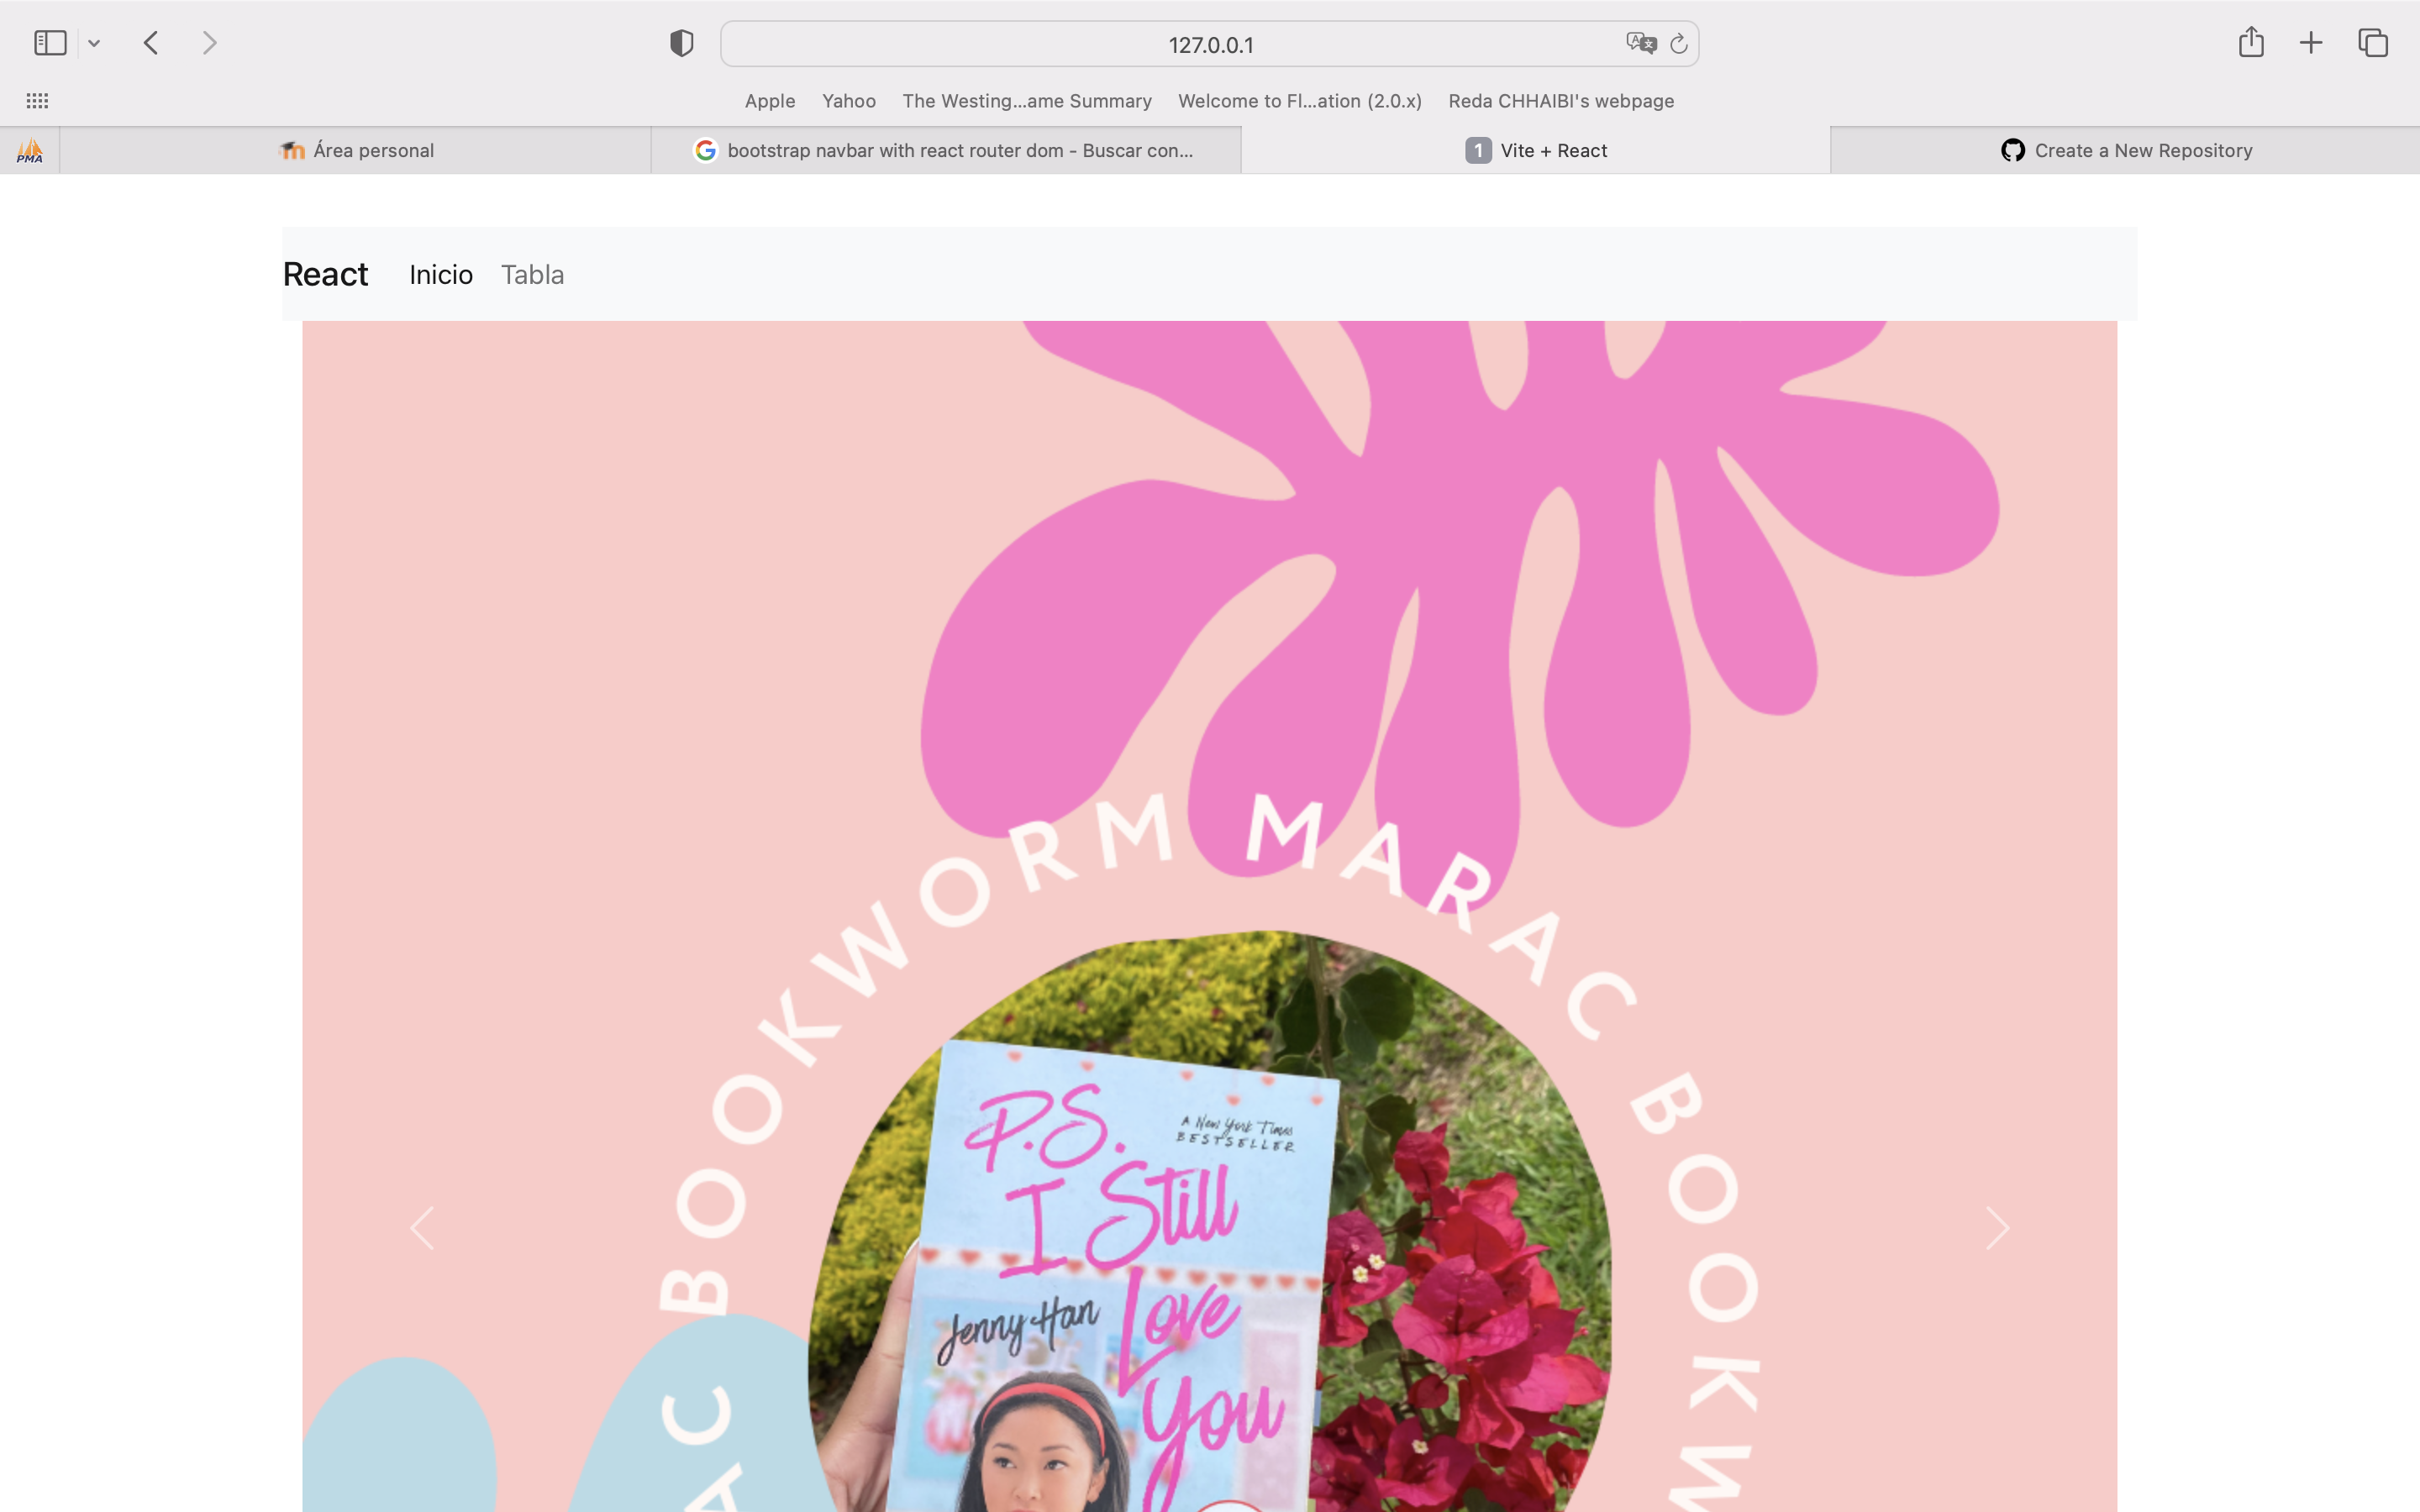 127.0.0.1
Apple Yahoo The Westing...ame Summary Welcome to Fl...ation (2.0.x) Reda CHHAIBI's webpage
PMA Área personal bootstrap navbar with react router dom - Buscar con... 1 Vite + React Create a New Repository
React Inicio Tabla
BOOKWORM MARAC BOOKW
AC
P.S.
A New York Times
BESTSELLER
I Still
Love
Jenny Han
You